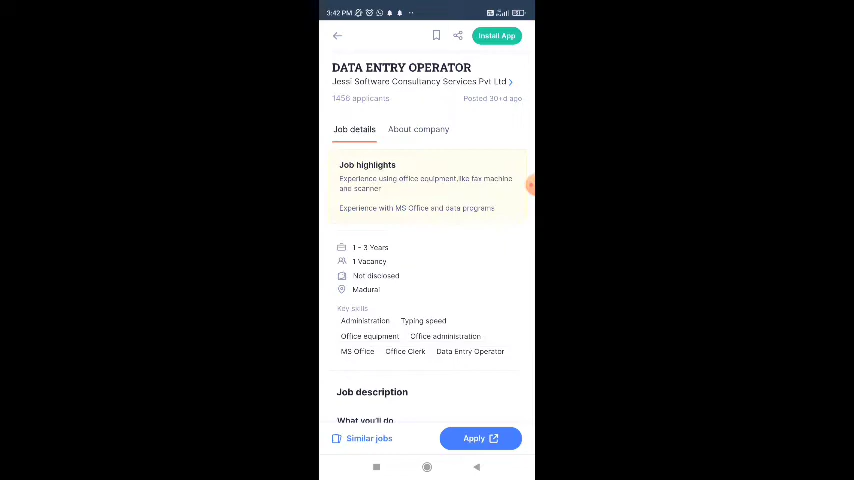 3:42 PM
Install App
DATA ENTRY OPERATOR
Jessi Software Consultancy Services Pvt Ltd
1456 applicants Posted 30+d ago
Job details About company
Job highlights
Experience using office equipment,like fax machine
and scanner
Experience with MS Office and data programs
1 - 3 Years
1 Vacancy
Not disclosed
Madurai
Key skills
Administration Typing speed
Office equipment Office administration
MS Office Office Clerk Data Entry Operator
Job description
What you'll do
Similar jobs Apply